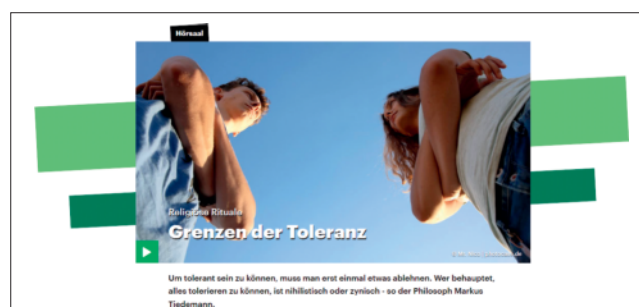 Hörsaal
Religiöse Rituale
Grenzen der Toleranz
Um tolerant sein zu können, muss man erst einmal etwas ablehnen. Wer behauptet,
alles tolerieren zu können, ist nihilistisch oder zynisch - so der Philosoph Markus
Tiedemann.